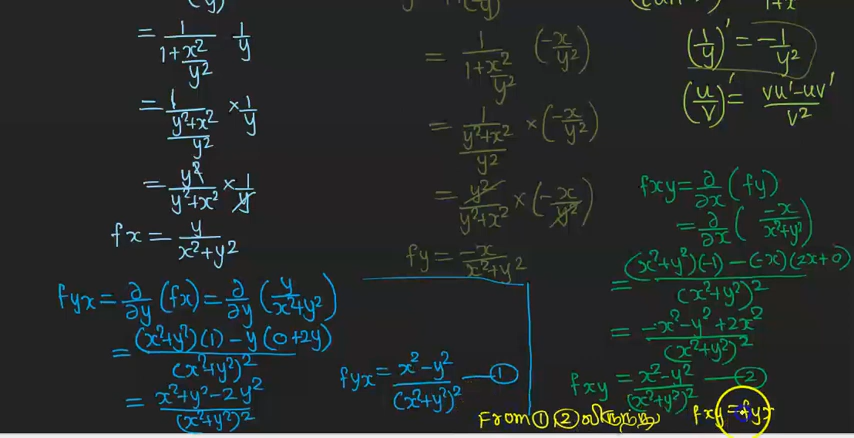 = 1/(1+x²/y²) 1/y
= 1/((y²+x²)/y²) × 1/y
= y²/(y²+x²) × 1/y
fx = y/(x²+y²)
fyx = ∂/∂y (fx) = ∂/∂y (y/(x²+y²))
= ((x²+y²)(1) - y(0+2y))/(x²+y²)²
= (x²+y²-2y²)/(x²+y²)²
fyx = (x²-y²)/(x²+y²)² — ①
= 1/(1+x²/y²) (-x/y²)
= 1/((y²+x²)/y²) × (-x/y²)
= y²/(y²+x²) × (-x/y²)
fy = -x/(x²+y²)
(1/y)' = -1/y²
(u/v)' = (vu'-uv')/v²
fxy = ∂/∂x (fy)
= ∂/∂x (-x/(x²+y²))
= ((x²+y²)(-1) - (-x)(2x+0))/(x²+y²)²
= (-x²-y²+2x²)/(x²+y²)²
fxy = (x²-y²)/(x²+y²)² — ②
From ① ② லிருந்து fxy = fyx